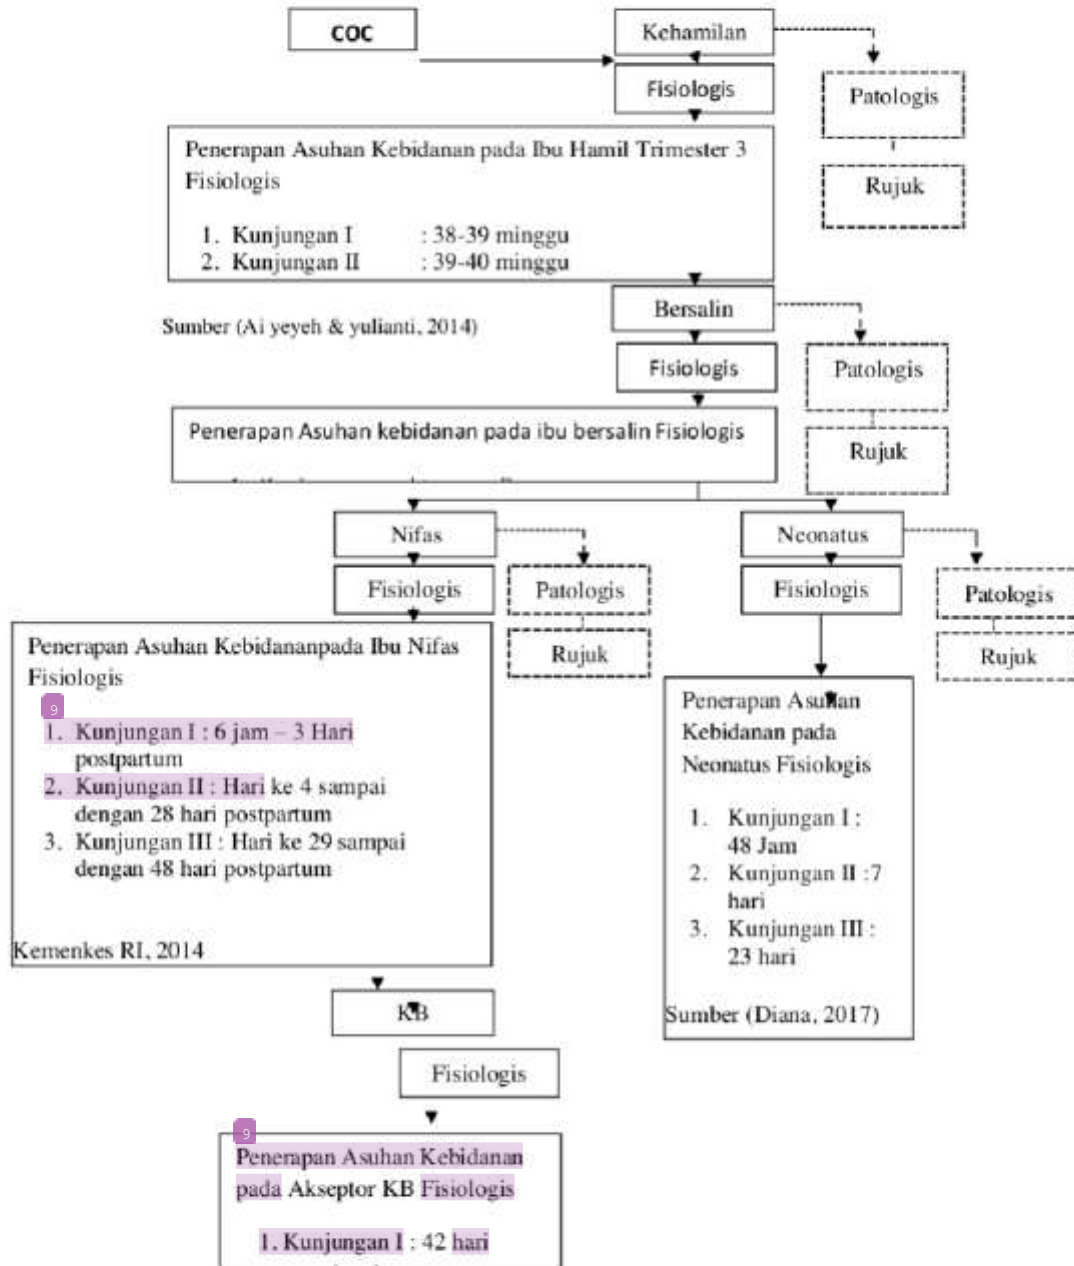 COC
Kehamilan
Fisiologis
Patologis
Rujuk
Penerapan Asuhan Kebidanan pada Ibu Hamil Trimester 3
Fisiologis
1. Kunjungan I : 38-39 minggu
2. Kunjungan II : 39-40 minggu
Sumber (Ai yeyeh & yulianti, 2014)
Bersalin
Fisiologis
Patologis
Rujuk
Penerapan Asuhan kebidanan pada ibu bersalin Fisiologis
Nifas
Fisiologis
Patologis
Rujuk
Neonatus
Fisiologis
Patologis
Rujuk
Penerapan Asuhan Kebidananpada Ibu Nifas
Fisiologis
9
1. Kunjungan I : 6 jam – 3 Hari
postpartum
2. Kunjungan II : Hari ke 4 sampai
dengan 28 hari postpartum
3. Kunjungan III : Hari ke 29 sampai
dengan 48 hari postpartum
Kemenkes RI, 2014
Penerapan Asuhan
Kebidanan pada
Neonatus Fisiologis
1. Kunjungan I :
48 Jam
2. Kunjungan II :7
hari
3. Kunjungan III :
23 hari
Sumber (Diana, 2017)
KB
Fisiologis
9
Penerapan Asuhan Kebidanan
pada Akseptor KB Fisiologis
1. Kunjungan I : 42 hari